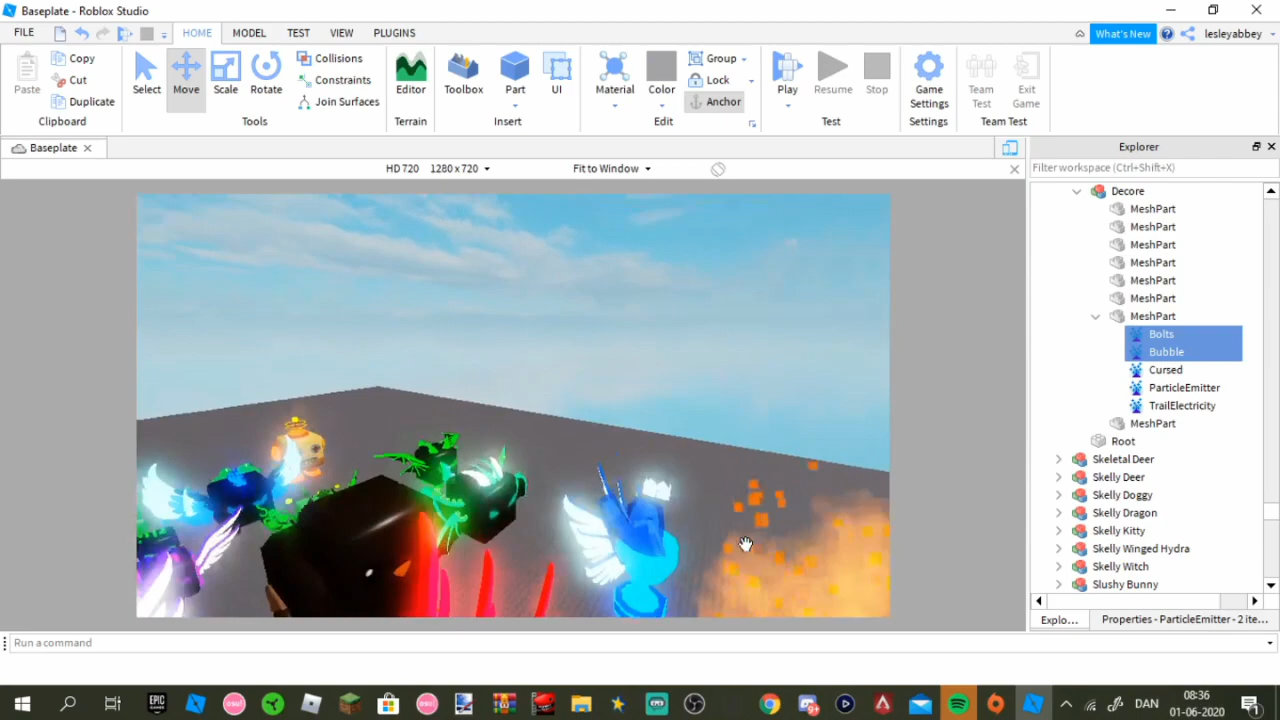 Baseplate - Roblox Studio
FILE HOME MODEL TEST VIEW PLUGINS What's New lesleyabbey
Paste Copy Cut Duplicate
Clipboard
Select Move Scale Rotate Collisions Constraints Join Surfaces
Tools
Editor
Terrain
Toolbox Part UI
Insert
Material Color Group Lock Anchor
Edit
Play Resume Stop
Test
Game Settings
Settings
Team Test Exit Game
Team Test
Baseplate
HD 720 1280 x 720 Fit to Window
Explorer
Filter workspace (Ctrl+Shift+X)
Decore
MeshPart
MeshPart
MeshPart
MeshPart
MeshPart
MeshPart
MeshPart
Bolts
Bubble
Cursed
ParticleEmitter
TrailElectricity
MeshPart
Root
Skeletal Deer
Skelly Deer
Skelly Doggy
Skelly Dragon
Skelly Kitty
Skelly Winged Hydra
Skelly Witch
Slushy Bunny
Explo... Properties - ParticleEmitter - 2 ite...
Run a command
EPIC GAMES
osu!
DAN
08:36
01-06-2020
1